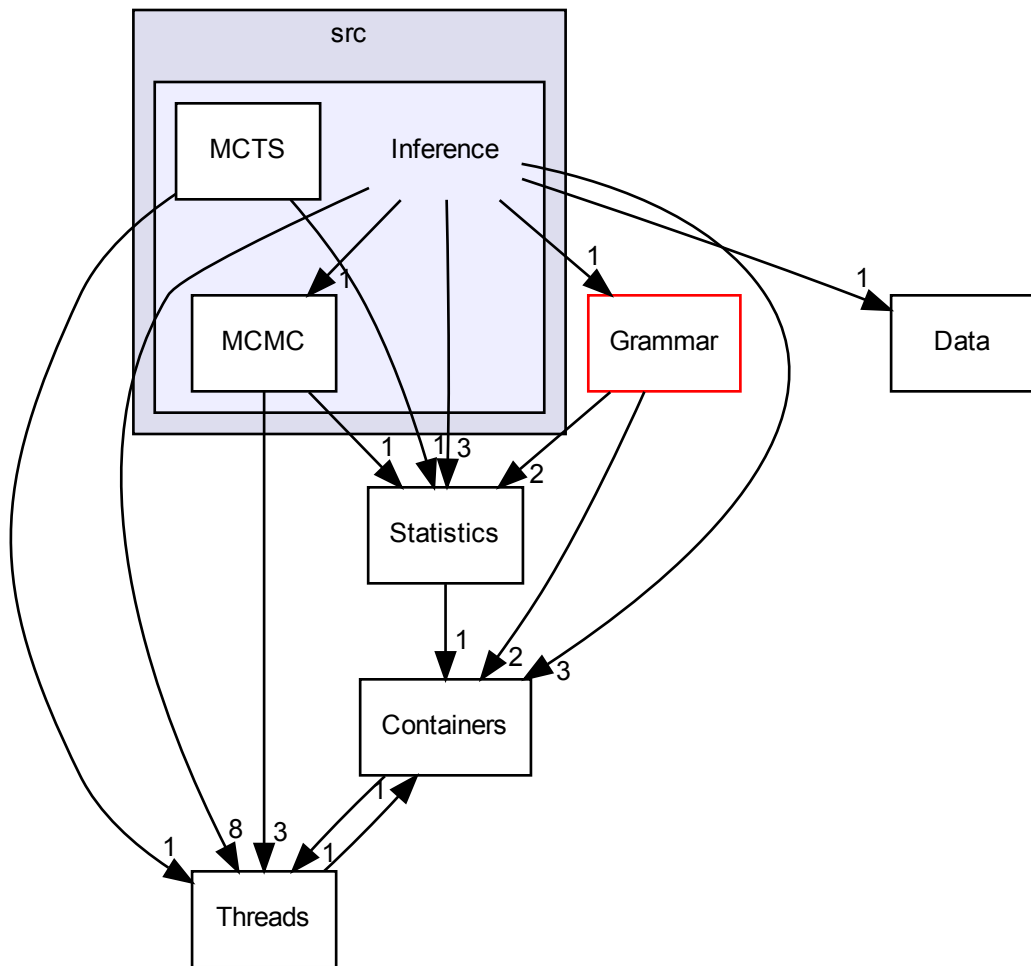 src
MCTS
Inference
1
1
1
MCMC
Grammar
Data
1
1
3
2
Statistics
1
2
3
Containers
1
1
8
3
1
Threads